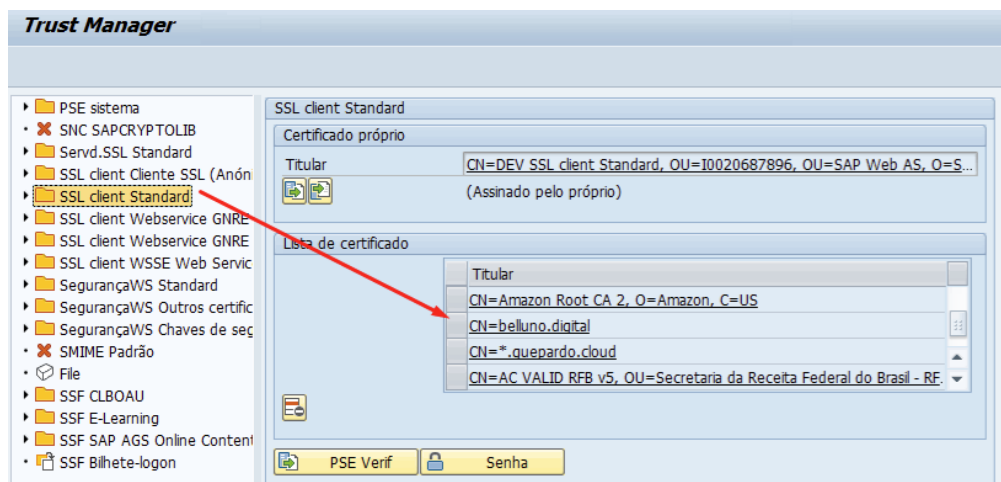 Trust Manager
PSE sistema
SNC SAPCRYPTOLIB
Servd.SSL Standard
SSL client Cliente SSL (Anón
SSL client Standard
SSL client Webservice GNRE
SSL client Webservice GNRE
SSL client WSSE Web Servic
SegurançaWS Standard
SegurançaWS Outros certific
SegurançaWS Chaves de seg
SMIME Padrão
File
SSF CLBOAU
SSF E-Learning
SSF SAP AGS Online Content
SSF Bilhete-logon
SSL client Standard
Certificado próprio
Titular CN=DEV SSL client Standard, OU=I0020687896, OU=SAP Web AS, O=S...
(Assinado pelo próprio)
Lista de certificado
Titular
CN=Amazon Root CA 2, O=Amazon, C=US
CN=belluno.digital
CN=*.guepardo.cloud
CN=AC VALID RFB v5, OU=Secretaria da Receita Federal do Brasil - RF.
PSE Verif Senha